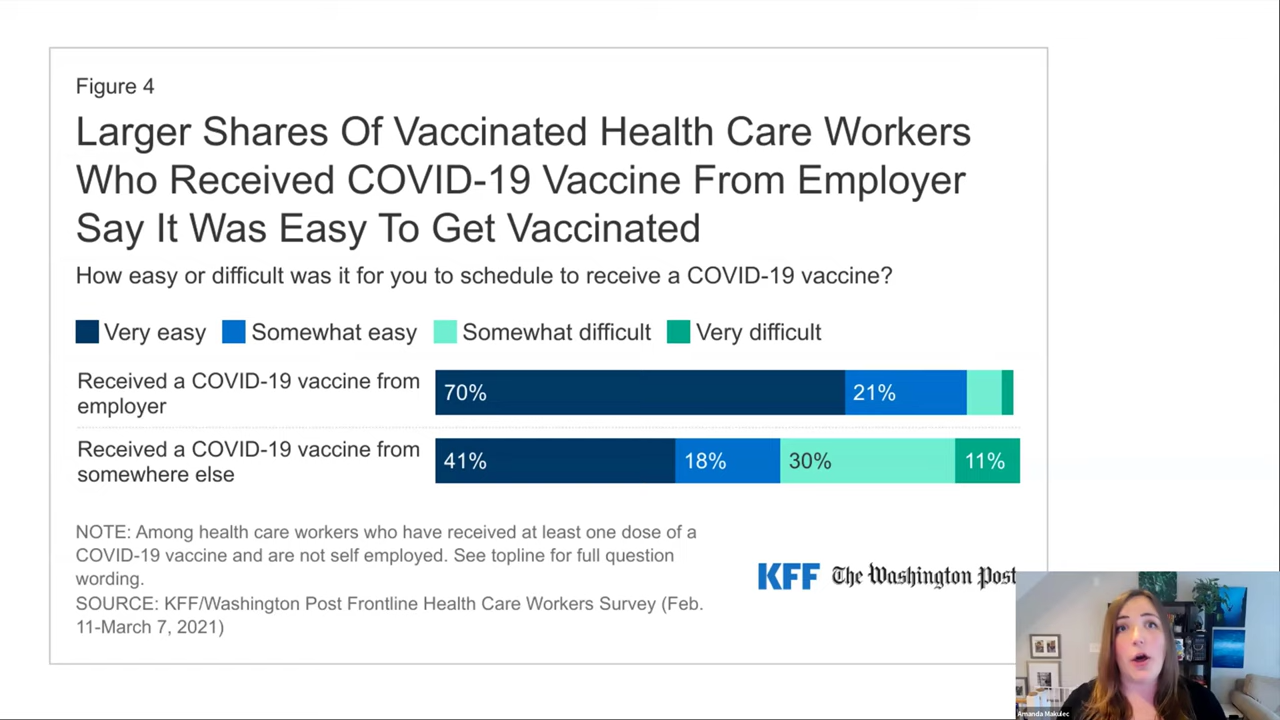 Figure 4
Larger Shares Of Vaccinated Health Care Workers
Who Received COVID-19 Vaccine From Employer
Say It Was Easy To Get Vaccinated
How easy or difficult was it for you to schedule to receive a COVID-19 vaccine?
Very easy Somewhat easy Somewhat difficult Very difficult
Received a COVID-19 vaccine from
employer
70% 21%
Received a COVID-19 vaccine from
somewhere else
41% 18% 30% 11%
NOTE: Among health care workers who have received at least one dose of a
COVID-19 vaccine and are not self employed. See topline for full question
wording.
SOURCE: KFF/Washington Post Frontline Health Care Workers Survey (Feb.
11-March 7, 2021)
KFF The Washington Post
Amanda Makulec